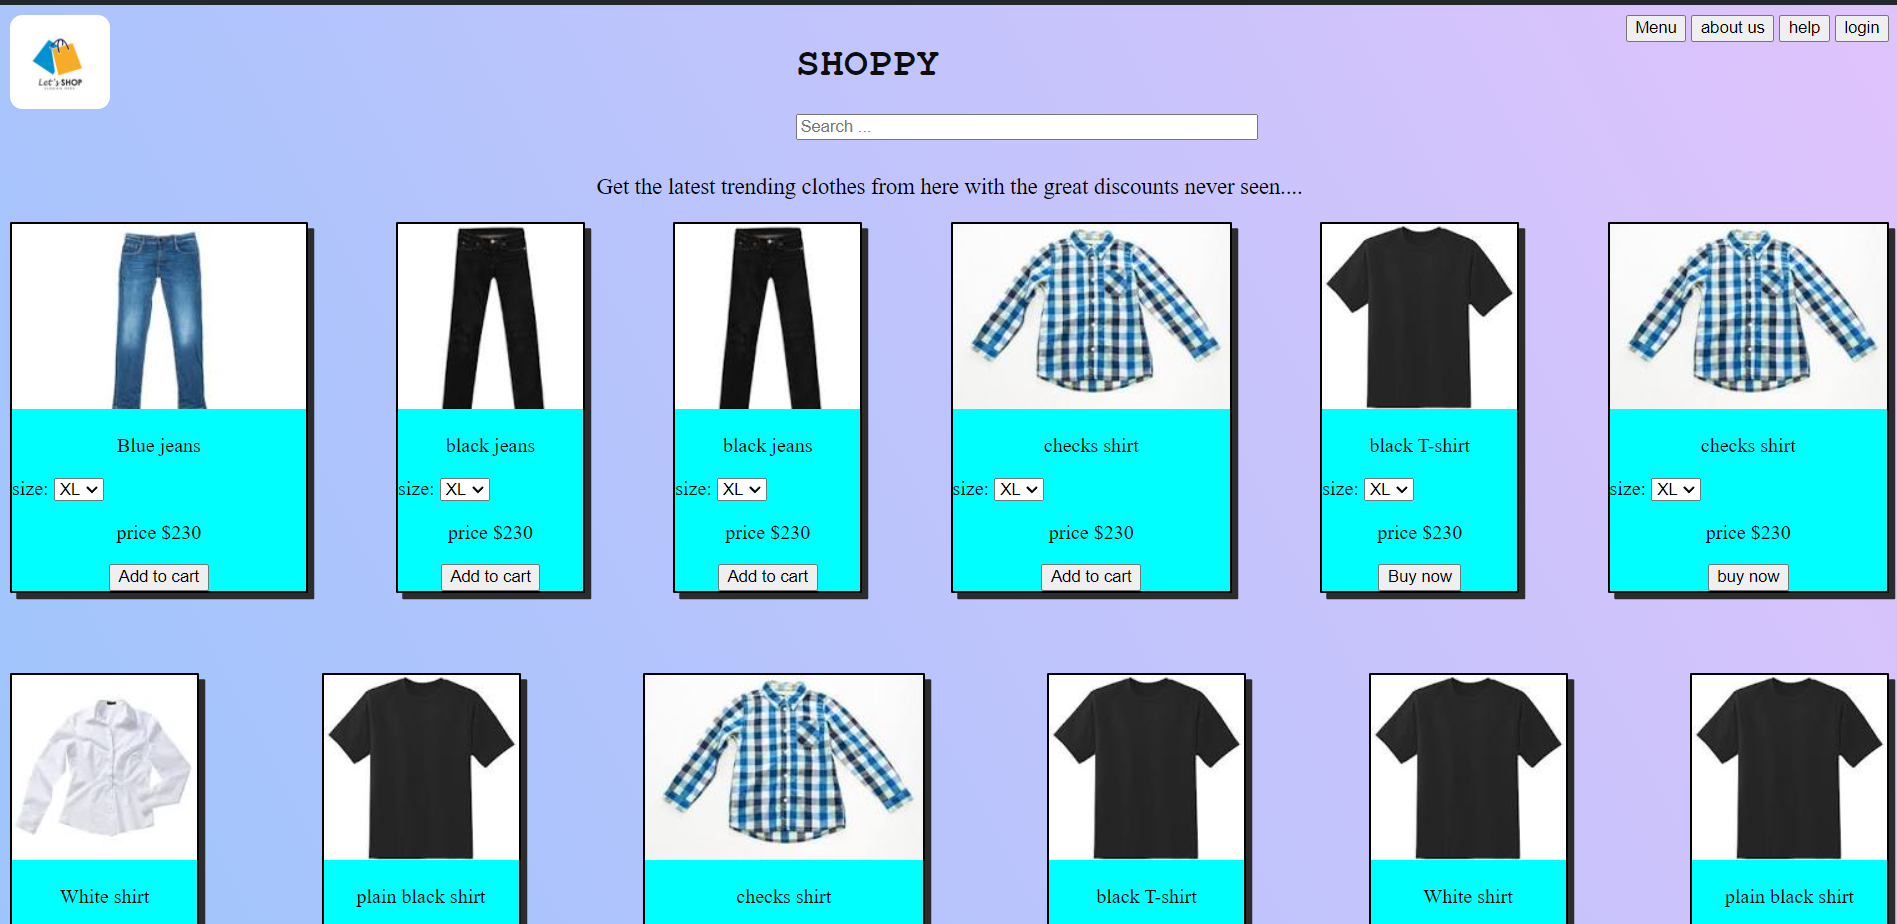 Let's SHOP
Menu about us help login
SHOPPY
Search ...
Get the latest trending clothes from here with the great discounts never seen....
Blue jeans black jeans black jeans checks shirt black T-shirt checks shirt
size: XL size: XL size: XL size: XL size: XL size: XL
price $230 price $230 price $230 price $230 price $230 price $230
Add to cart Add to cart Add to cart Add to cart Buy now buy now
White shirt plain black shirt checks shirt black T-shirt White shirt plain black shirt